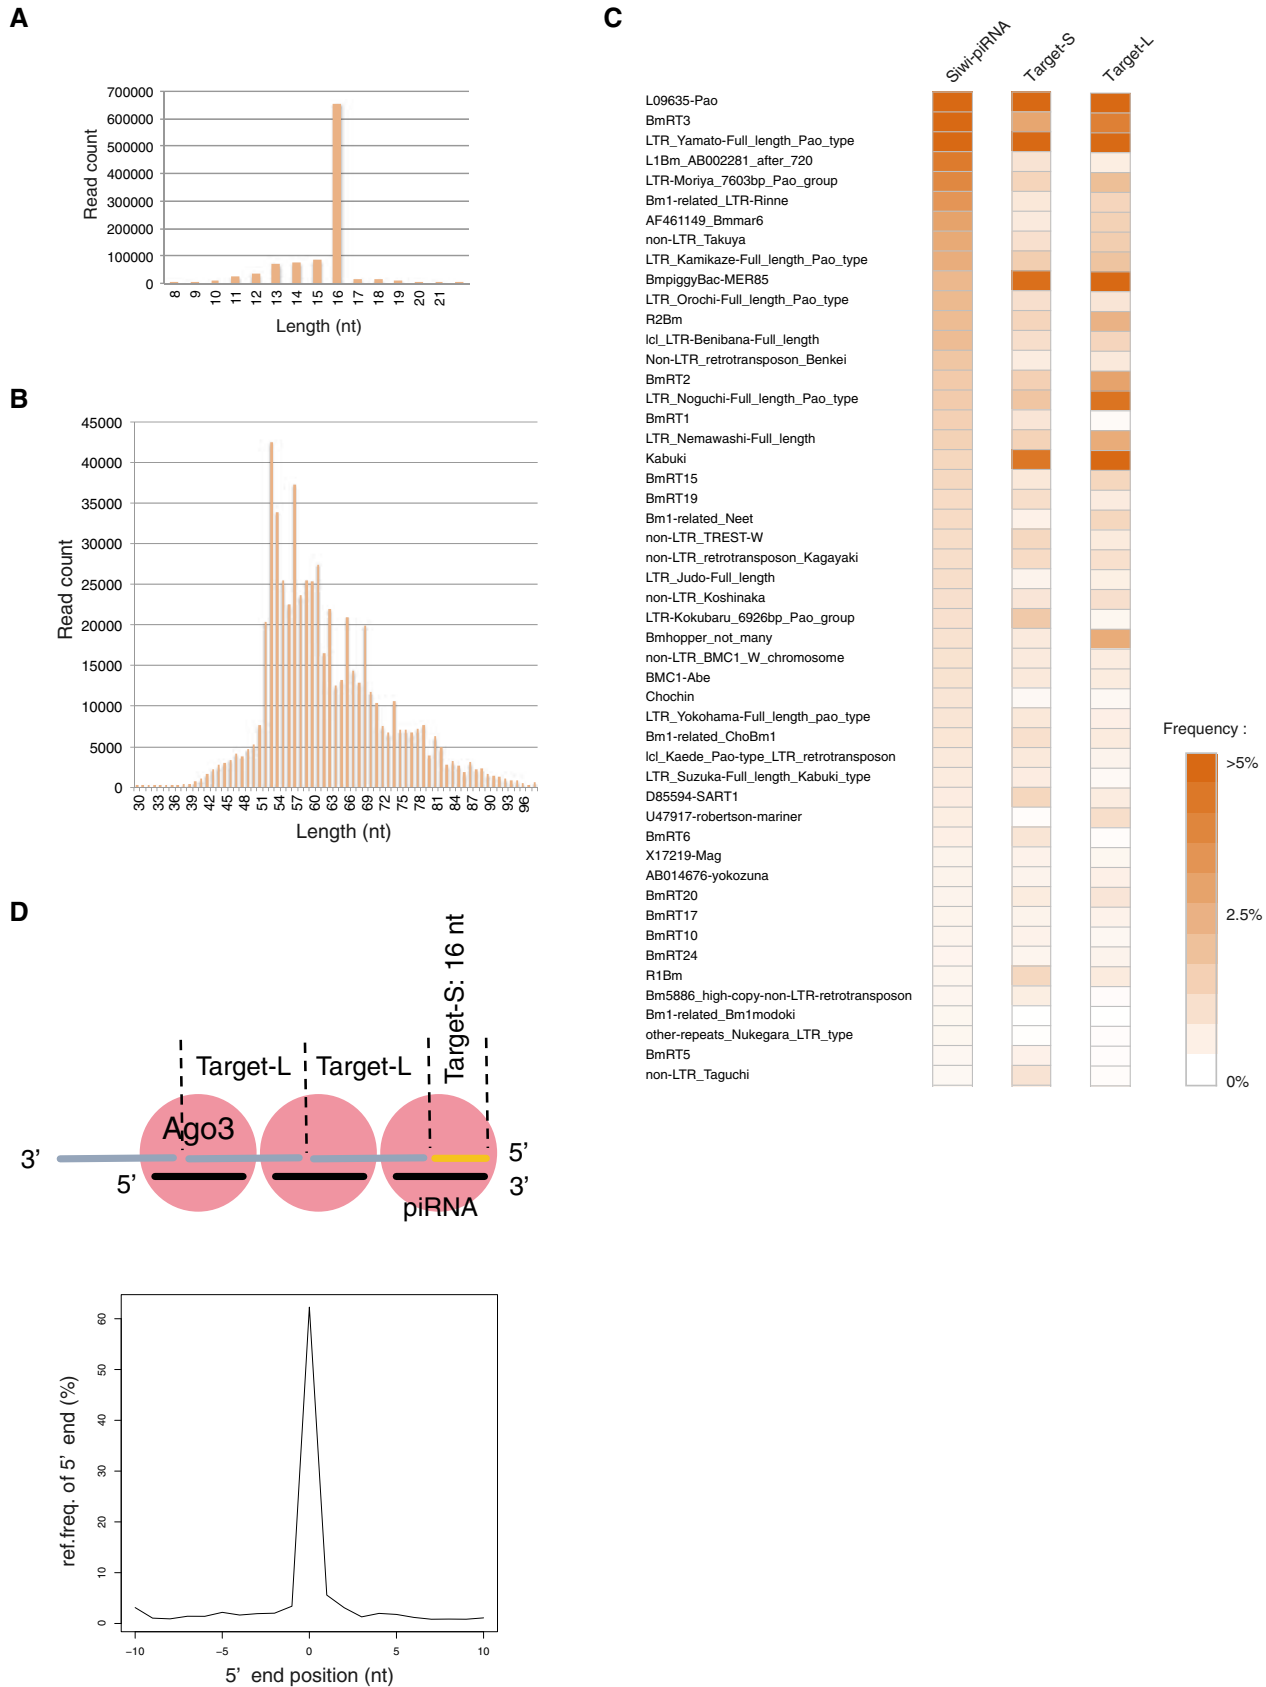 A
700000
600000
500000
400000
300000
200000
100000
0
Read count
8 9 10 11 12 13 14 15 16 17 18 19 20 21
Length (nt)
B
45000
40000
35000
30000
25000
20000
15000
10000
5000
0
Read count
30 33 36 39 42 45 48 51 54 57 60 63 66 69 72 75 78 81 84 87 90 93 96
Length (nt)
C
Siwi-piRNA Target-S Target-L
L09635-Pao
BmRT3
LTR_Yamato-Full_length_Pao_type
L1Bm_AB002281_after_720
LTR-Moriya_7603bp_Pao_group
Bm1-related_LTR-Rinne
AF461149_Bmmar6
non-LTR_Takuya
LTR_Kamikaze-Full_length_Pao_type
BmpiggyBac-MER85
LTR_Orochi-Full_length_Pao_type
R2Bm
lcl_LTR-Benibana-Full_length
Non-LTR_retrotransposon_Benkei
BmRT2
LTR_Noguchi-Full_length_Pao_type
BmRT1
LTR_Nemawashi-Full_length
Kabuki
BmRT15
BmRT19
Bm1-related_Neet
non-LTR_TREST-W
non-LTR_retrotransposon_Kagayaki
LTR_Judo-Full_length
non-LTR_Koshinaka
LTR-Kokubaru_6926bp_Pao_group
Bmhopper_not_many
non-LTR_BMC1_W_chromosome
BMC1-Abe
Chochin
LTR_Yokohama-Full_length_pao_type
Bm1-related_ChoBm1
lcl_Kaede_Pao-type_LTR_retrotransposon
LTR_Suzuka-Full_length_Kabuki_type
D85594-SART1
U47917-robertson-mariner
BmRT6
X17219-Mag
AB014676-yokozuna
BmRT20
BmRT17
BmRT10
BmRT24
R1Bm
Bm5886_high-copy-non-LTR-retrotransposon
Bm1-related_Bm1modoki
other-repeats_Nukegara_LTR_type
BmRT5
non-LTR_Taguchi
Frequency :
>5%
2.5%
0%
D
Target-S: 16 nt
Target-L Target-L
Ago3
3’ 5’
5’ 3’
piRNA
60
50
40
30
20
10
0
ref.freq. of 5’ end (%)
−10 −5 0 5 10
5’ end position (nt)